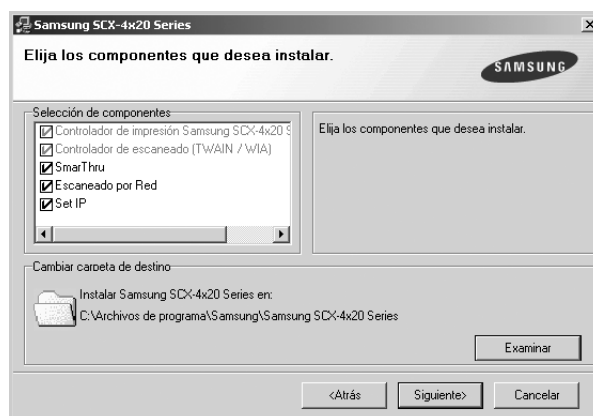 Samsung SCX-4x20 Series
Elija los componentes que desea instalar.
SAMSUNG
Selección de componentes
Controlador de impresión Samsung SCX-4x20 S
Controlador de escaneado (TWAIN / WIA)
SmarThru
Escaneado por Red
Set IP
Elija los componentes que desea instalar.
Cambiar carpeta de destino
Instalar Samsung SCX-4x20 Series en:
C:\Archivos de programa\Samsung\Samsung SCX-4x20 Series
Examinar
<Atrás
Siguiente>
Cancelar